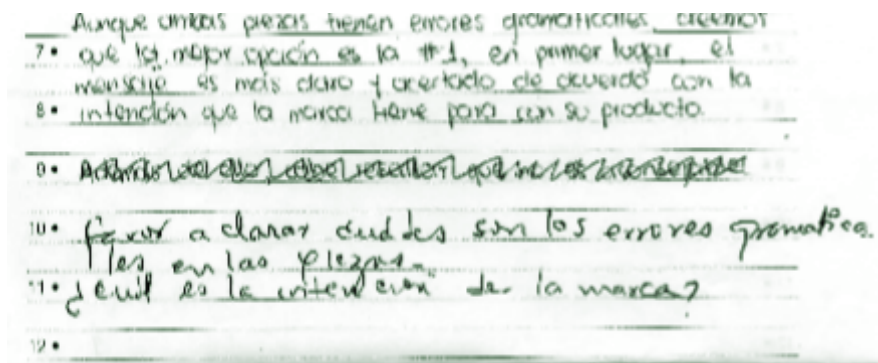 Aunque ambas piezas tienen errores gramaticales, creemos
7• que la mejor opción es la #1, en primer lugar, el
mensaje es más claro y acertado de acuerdo con la
8• intención que la marca tiene para con su producto.
9• Además
10• favor aclarar cuáles son los errores gramatica
les en las piezas.
11• ¿Cuál es la intención de la marca?
12•